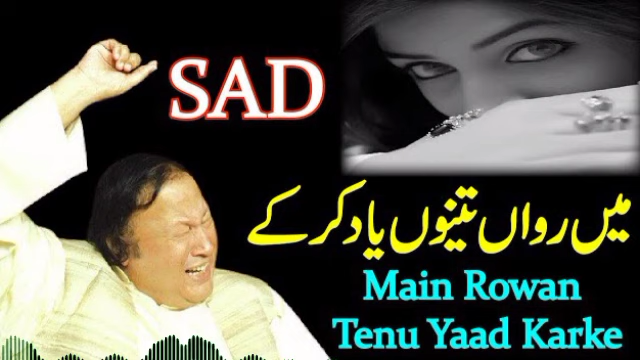 SAD
میں رواں تینوں یاد کر کے
Main Rowan
Tenu Yaad Karke